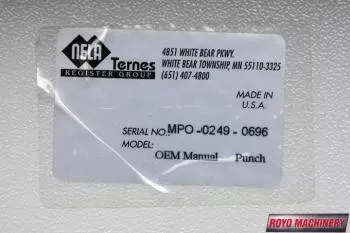 NELA
Ternes
REGISTER GROUP
4851 WHITE BEAR PKWY.
WHITE BEAR TOWNSHIP, MN 55110-3325
(651) 407-4800
MADE IN
U.S.A.
SERIAL NO.: MPO-0249-0696
MODEL:
OEM Manual Punch
ROYO MACHINERY